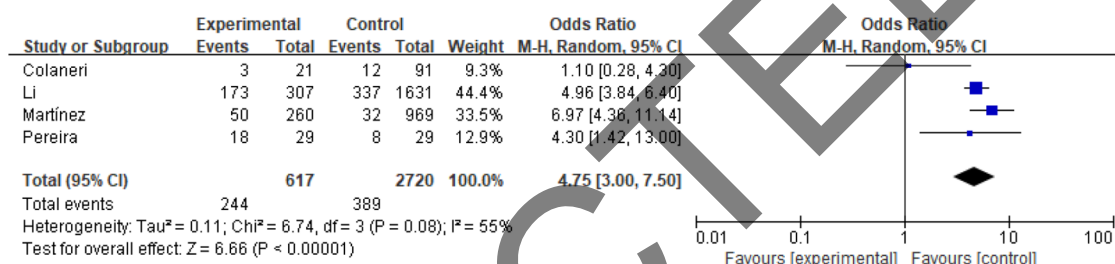 Experimental Control Odds Ratio Odds Ratio
Study or Subgroup Events Total Events Total Weight M-H, Random, 95% CI M-H, Random, 95% CI
Colaneri 3 21 12 91 9.3% 1.10 [0.28, 4.30]
Li 173 307 337 1631 44.4% 4.96 [3.84, 6.40]
Martínez 50 260 32 969 33.5% 6.97 [4.36, 11.14]
Pereira 18 29 8 29 12.9% 4.30 [1.42, 13.00]
Total (95% CI) 617 2720 100.0% 4.75 [3.00, 7.50]
Total events 244 389
Heterogeneity: Tau² = 0.11; Chi² = 6.74, df = 3 (P = 0.08); I² = 55%
Test for overall effect: Z = 6.66 (P < 0.00001)
0.01 0.1 1 10 100
Favours [experimental] Favours [control]